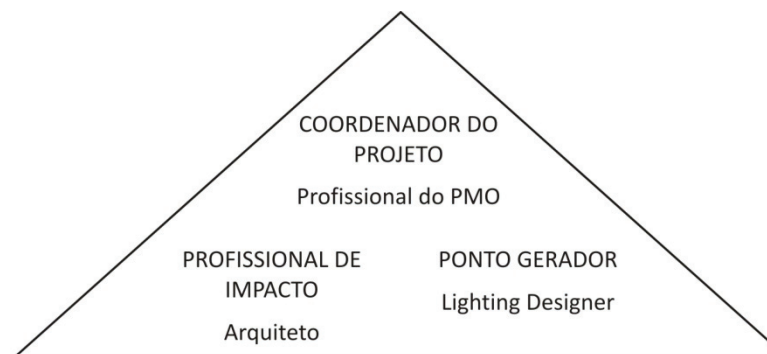 COORDENADOR DO
PROJETO
Profissional do PMO
PROFISSIONAL DE
IMPACTO
Arquiteto
PONTO GERADOR
Lighting Designer